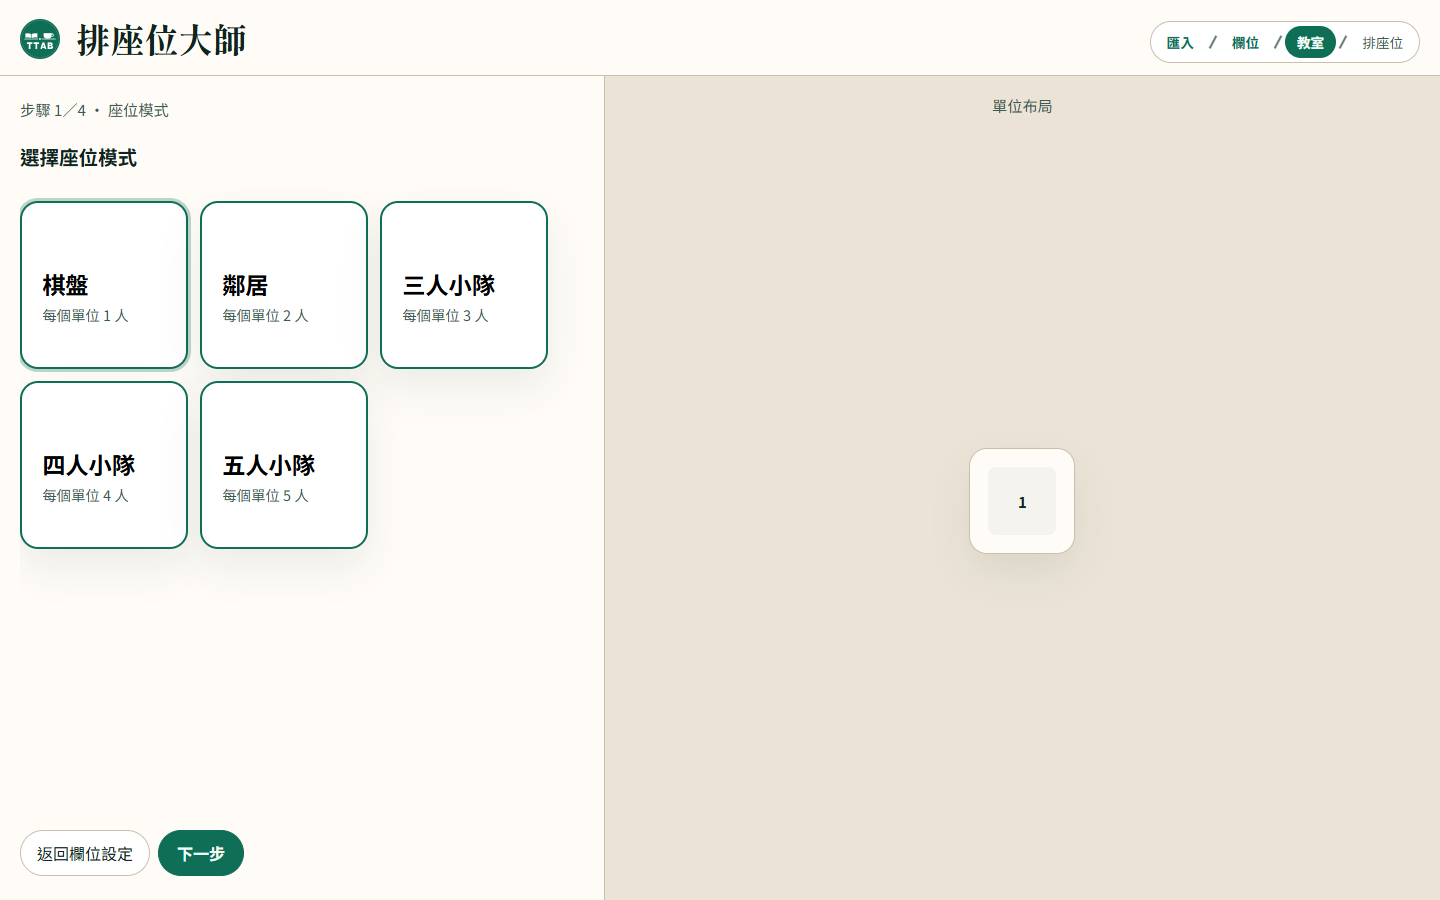 TTAB
排座位大師
匯入 / 欄位 / 教室 / 排座位
步驟 1／4 · 座位模式
選擇座位模式
棋盤
每個單位 1 人
鄰居
每個單位 2 人
三人小隊
每個單位 3 人
四人小隊
每個單位 4 人
五人小隊
每個單位 5 人
返回欄位設定
下一步
單位布局
1